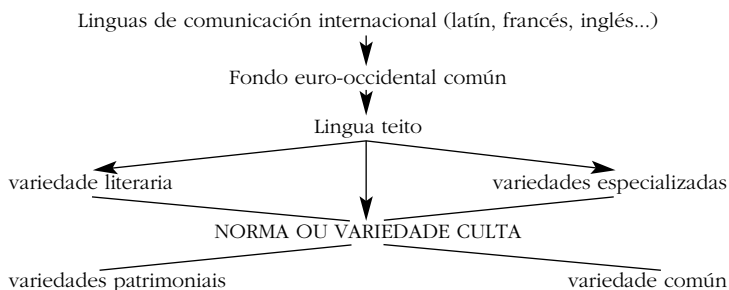 Linguas de comunicación internacional (latín, francés, inglés...)
Fondo euro-occidental común
Lingua teito
variedade literaria
variedades especializadas
NORMA OU VARIEDADE CULTA
variedades patrimoniais
variedade común